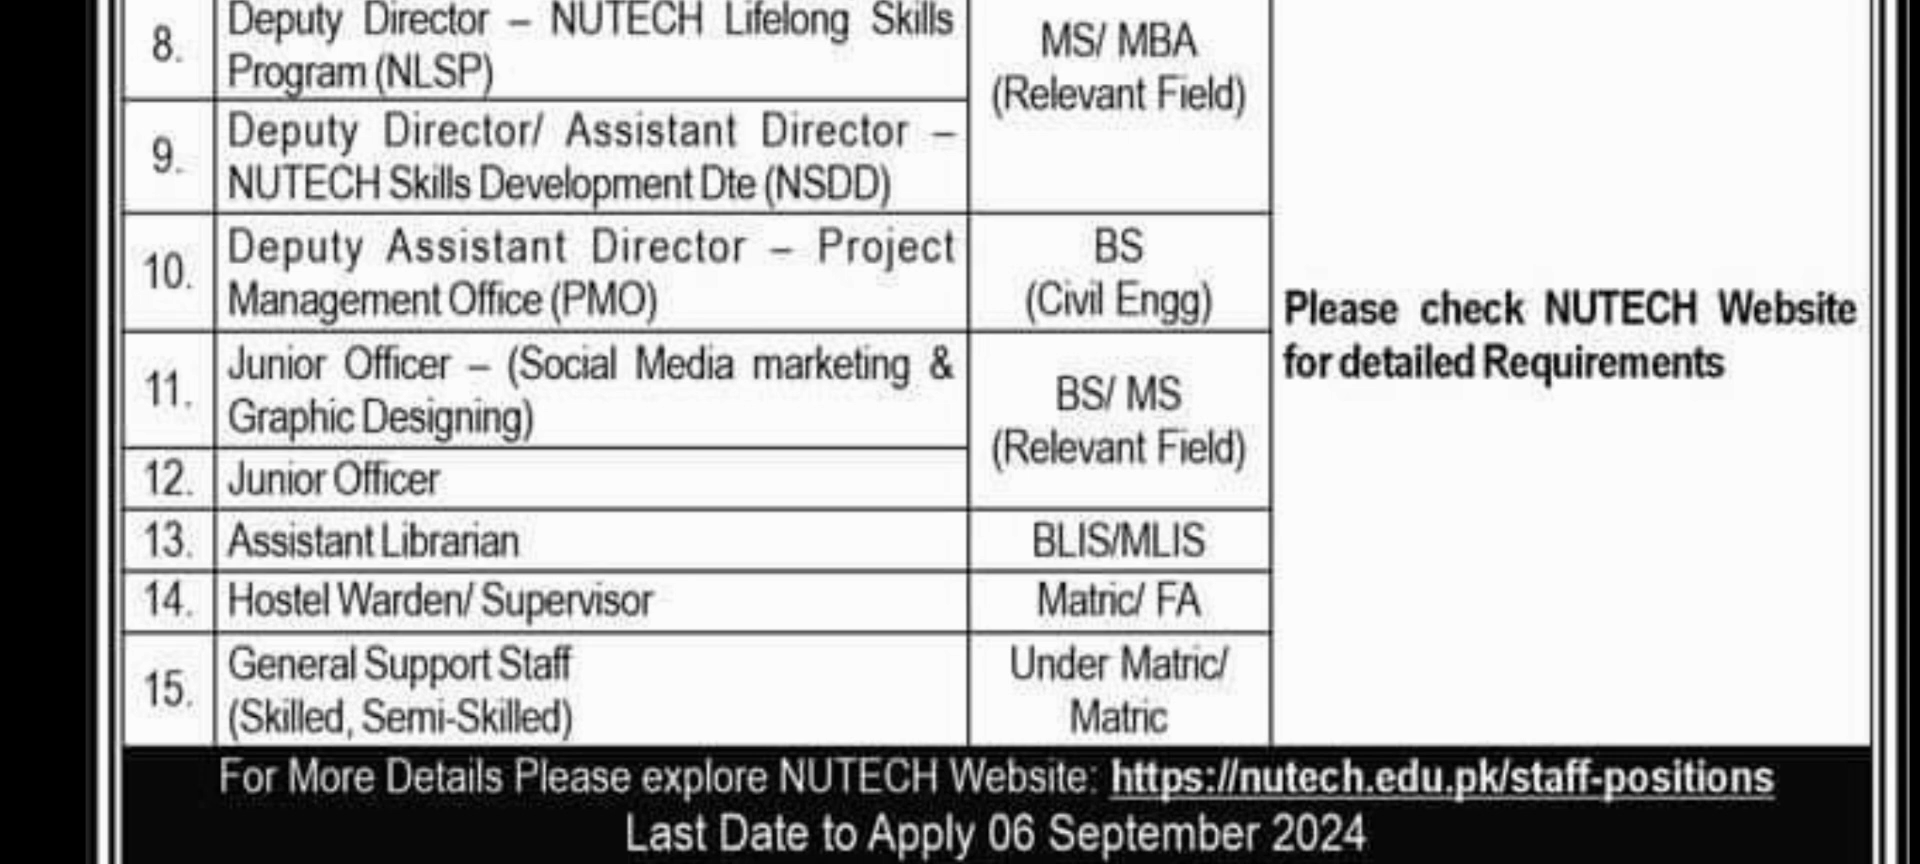 8.
Deputy Director – NUTECH Lifelong Skills
Program (NLSP)
MS/ MBA
(Relevant Field)
9.
Deputy Director/ Assistant Director –
NUTECH Skills Development Dte (NSDD)
10.
Deputy Assistant Director – Project
Management Office (PMO)
BS
(Civil Engg)
11.
Junior Officer – (Social Media marketing &
Graphic Designing)
BS/ MS
(Relevant Field)
12.
Junior Officer
13.
Assistant Librarian
BLIS/MLIS
14.
Hostel Warden/ Supervisor
Matric/ FA
15.
General Support Staff
(Skilled, Semi-Skilled)
Under Matric/
Matric
Please check NUTECH Website
for detailed Requirements
For More Details Please explore NUTECH Website: https://nutech.edu.pk/staff-positions
Last Date to Apply 06 September 2024